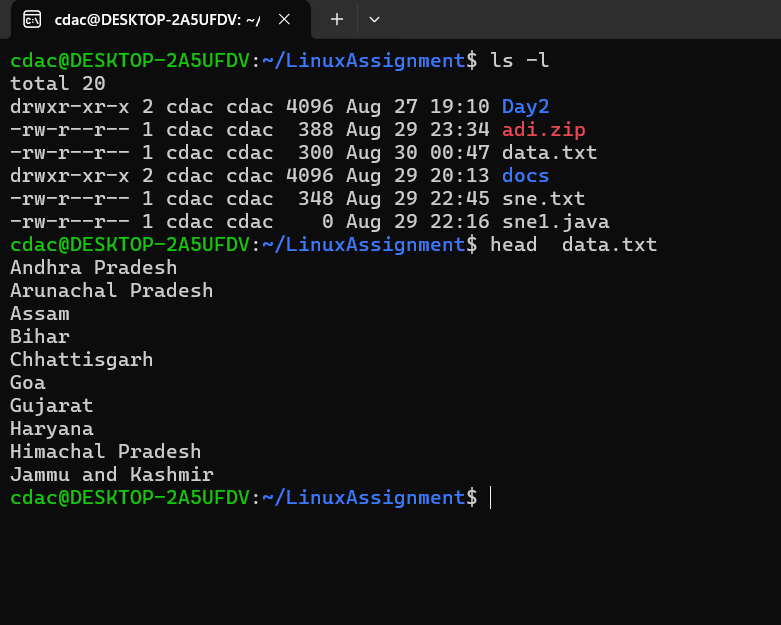 cdac@DESKTOP-2A5UFDV: ~/
cdac@DESKTOP-2A5UFDV:~/LinuxAssignment$ ls -l
total 20
drwxr-xr-x 2 cdac cdac 4096 Aug 27 19:10 Day2
-rw-r--r-- 1 cdac cdac  388 Aug 29 23:34 adi.zip
-rw-r--r-- 1 cdac cdac  300 Aug 30 00:47 data.txt
drwxr-xr-x 2 cdac cdac 4096 Aug 29 20:13 docs
-rw-r--r-- 1 cdac cdac  348 Aug 29 22:45 sne.txt
-rw-r--r-- 1 cdac cdac    0 Aug 29 22:16 sne1.java
cdac@DESKTOP-2A5UFDV:~/LinuxAssignment$ head  data.txt
Andhra Pradesh
Arunachal Pradesh
Assam
Bihar
Chhattisgarh
Goa
Gujarat
Haryana
Himachal Pradesh
Jammu and Kashmir
cdac@DESKTOP-2A5UFDV:~/LinuxAssignment$